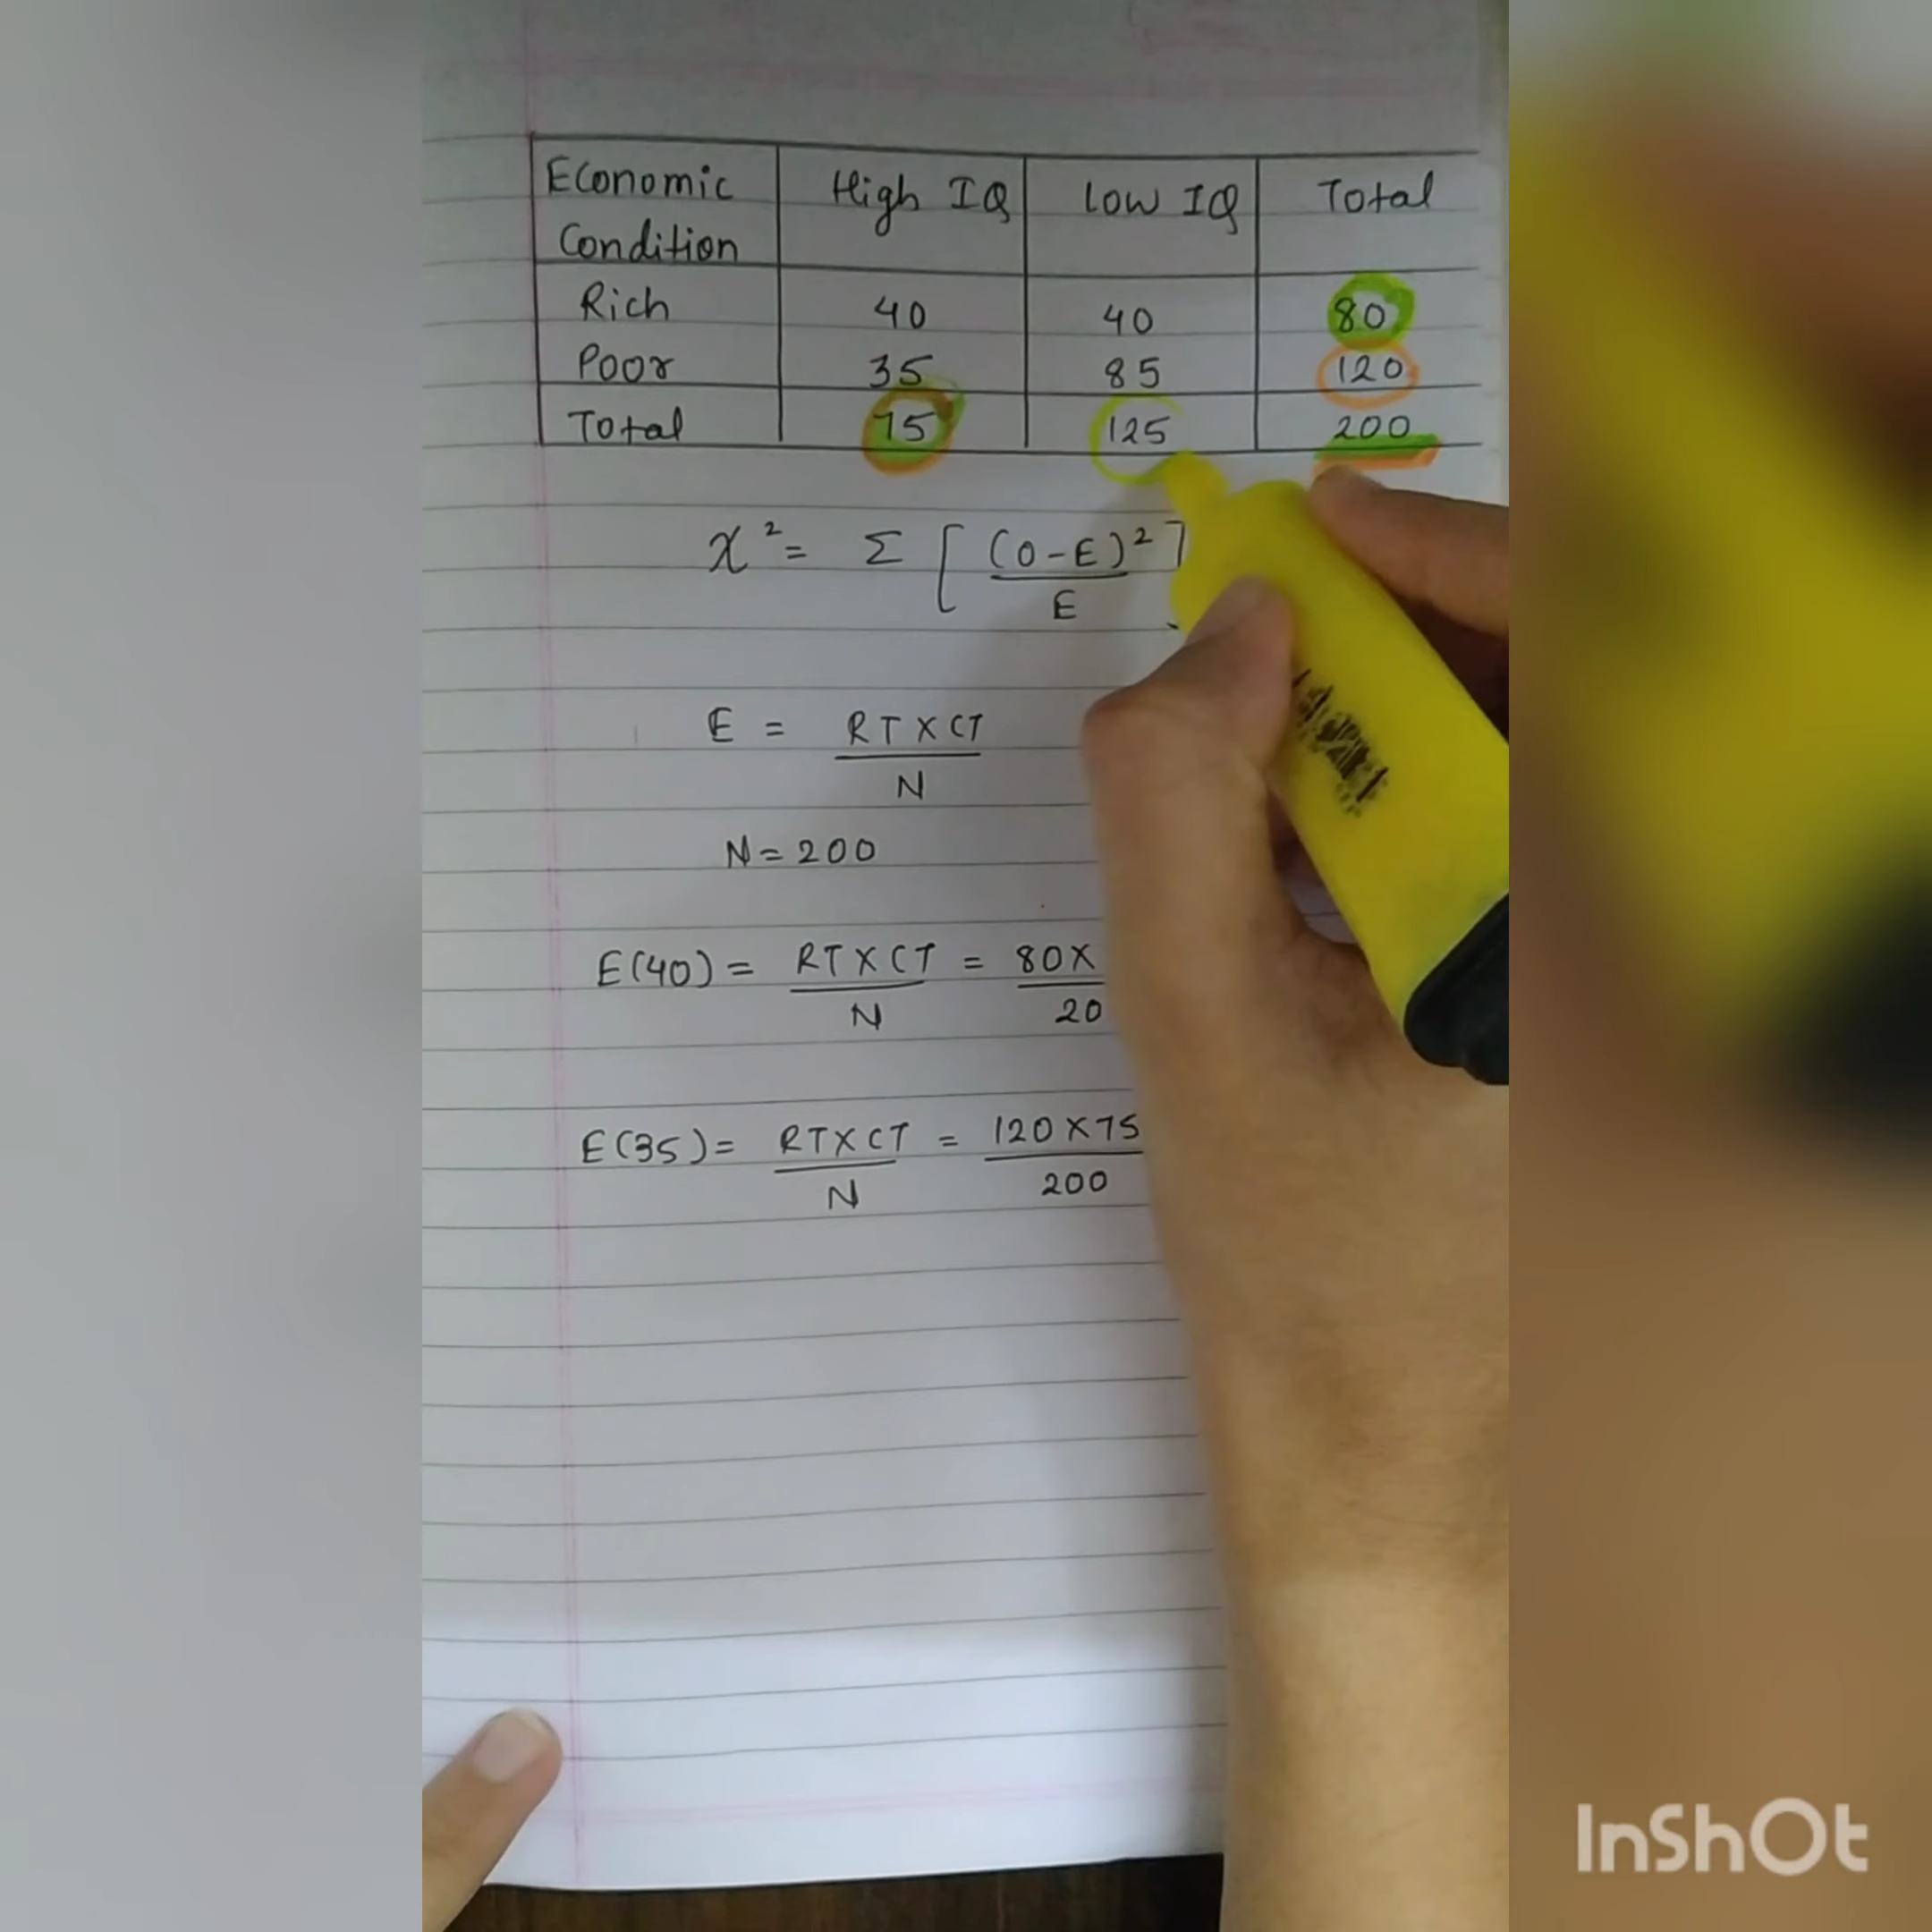 Economic Condition High IQ Low IQ Total
Rich 40 40 80
Poor 35 85 120
Total 75 125 200
χ² = Σ [ (O-E)² / E ]
E = RT X CT / N
N = 200
E(40) = RT X CT / N = 80 X / 20
E(35) = RT X CT / N = 120 X 75 / 200
InShOt